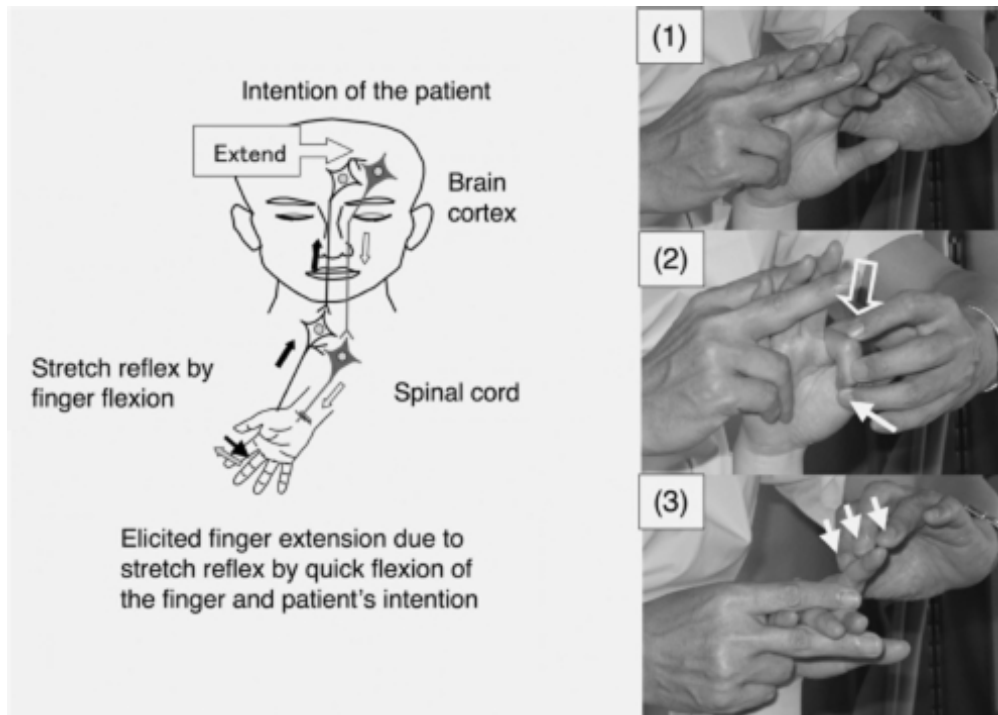 Intention of the patient
Extend
Brain
cortex
Stretch reflex by
finger flexion
Spinal cord
Elicited finger extension due to
stretch reflex by quick flexion of
the finger and patient's intention
(1)
(2)
(3)